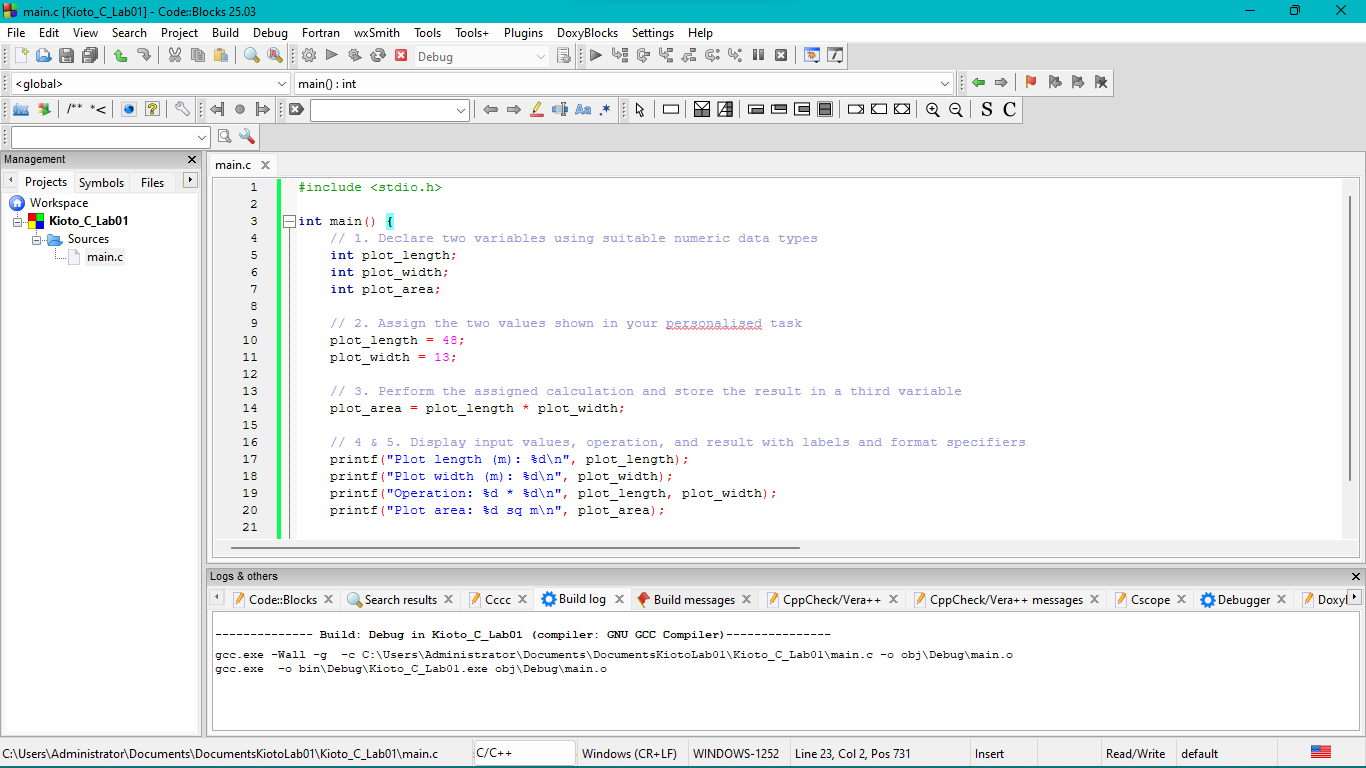 main.c [Kioto_C_Lab01] - Code::Blocks 25.03
File Edit View Search Project Build Debug Fortran wxSmith Tools Tools+ Plugins DoxyBlocks Settings Help
Debug
<global> main() : int
/** *<
Aa .*
S C
Management
Projects Symbols Files
Workspace
Kioto_C_Lab01
Sources
main.c
main.c
1 #include <stdio.h>
2
3 int main() {
4 // 1. Declare two variables using suitable numeric data types
5 int plot_length;
6 int plot_width;
7 int plot_area;
8
9 // 2. Assign the two values shown in your personalised task
10 plot_length = 48;
11 plot_width = 13;
12
13 // 3. Perform the assigned calculation and store the result in a third variable
14 plot_area = plot_length * plot_width;
15
16 // 4 & 5. Display input values, operation, and result with labels and format specifiers
17 printf("Plot length (m): %d\n", plot_length);
18 printf("Plot width (m): %d\n", plot_width);
19 printf("Operation: %d * %d\n", plot_length, plot_width);
20 printf("Plot area: %d sq m\n", plot_area);
21
Logs & others
Code::Blocks Search results Cccc Build log Build messages CppCheck/Vera++ CppCheck/Vera++ messages Cscope Debugger Doxyl
-------------- Build: Debug in Kioto_C_Lab01 (compiler: GNU GCC Compiler)---------------
gcc.exe -Wall -g -c C:\Users\Administrator\Documents\DocumentsKiotoLab01\Kioto_C_Lab01\main.c -o obj\Debug\main.o
gcc.exe -o bin\Debug\Kioto_C_Lab01.exe obj\Debug\main.o
C:\Users\Administrator\Documents\DocumentsKiotoLab01\Kioto_C_Lab01\main.c C/C++ Windows (CR+LF) WINDOWS-1252 Line 23, Col 2, Pos 731 Insert Read/Write default